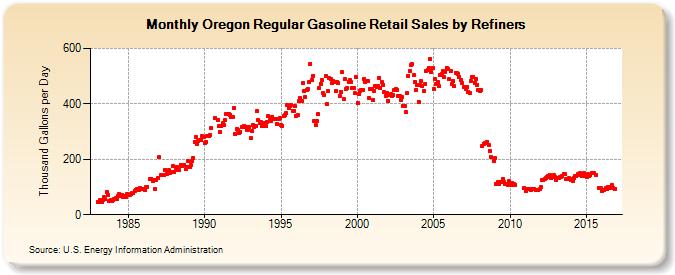 Monthly Oregon Regular Gasoline Retail Sales by Refiners
Thousand Gallons per Day
600
400
200
0
1985 1990 1995 2000 2005 2010 2015
Source: U.S. Energy Information Administration